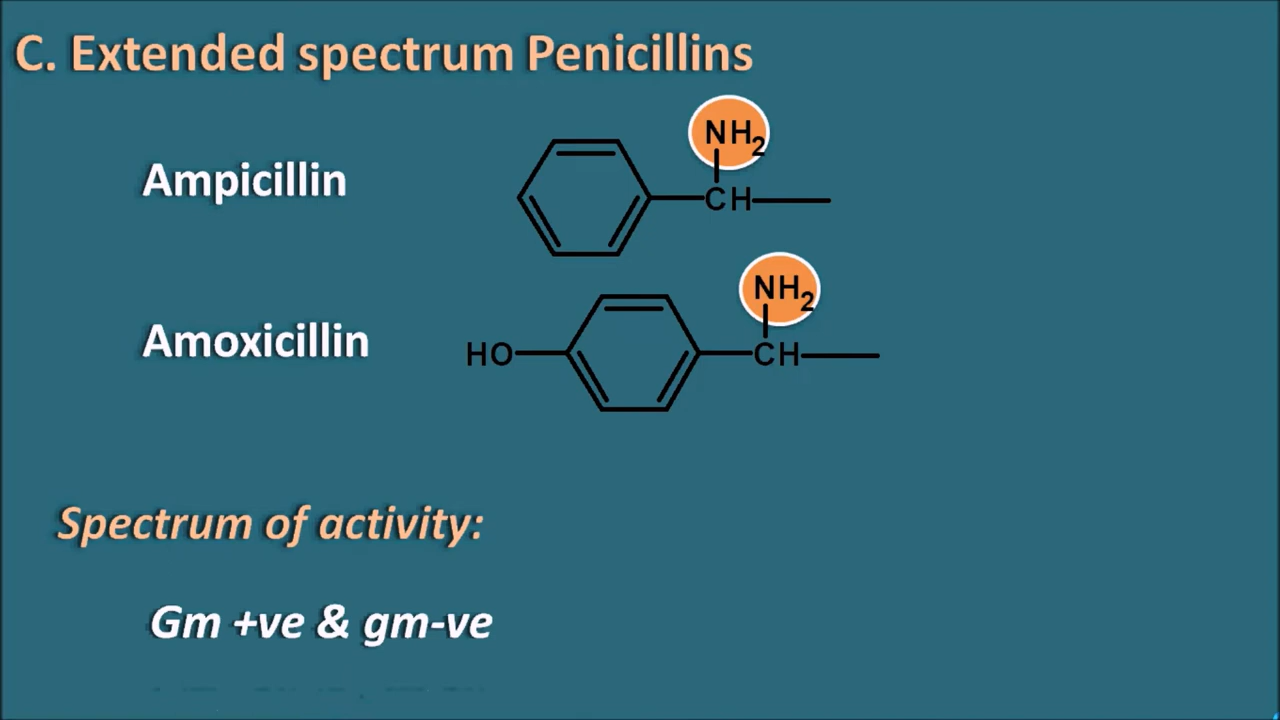 C. Extended spectrum Penicillins
Ampicillin
NH2
CH
Amoxicillin
NH2
HO
CH
Spectrum of activity:
Gm +ve & gm-ve